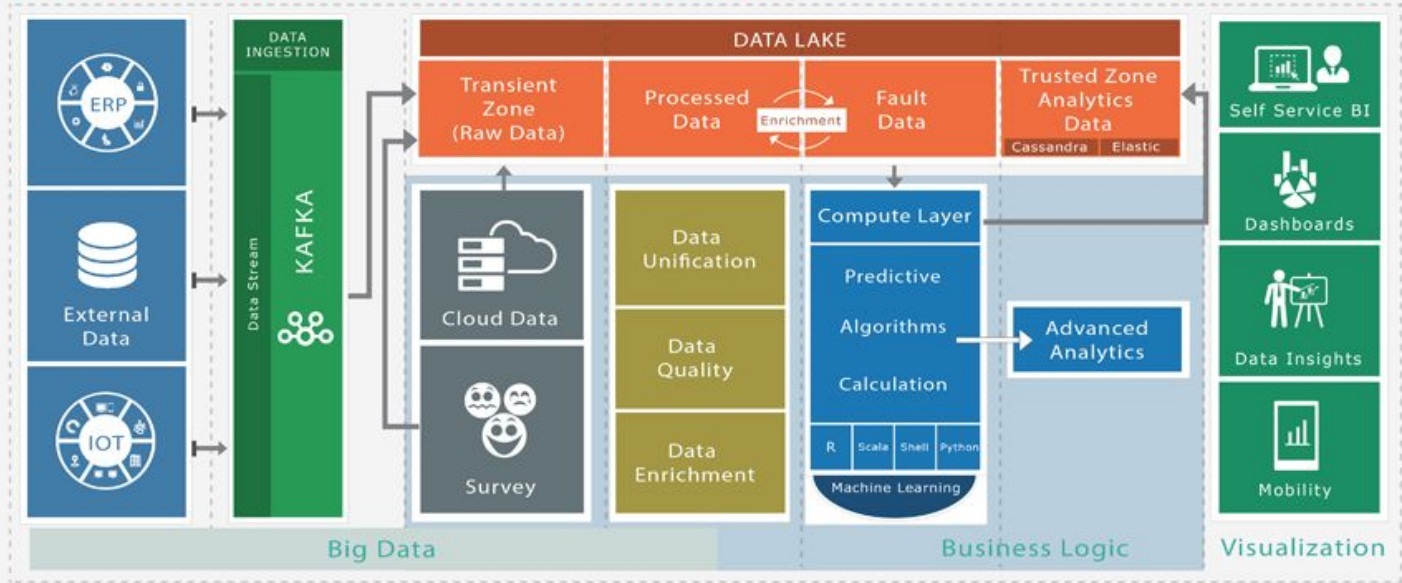 ERP
External
Data
IOT
DATA
INGESTION
Data Stream
KAFKA
DATA LAKE
Transient
Zone
(Raw Data)
Processed
Data
Enrichment
Fault
Data
Trusted Zone
Analytics
Data
Cassandra
Elastic
Cloud Data
Survey
Data
Unification
Data
Quality
Data
Enrichment
Compute Layer
Predictive
Algorithms
Calculation
R
Scala
Shell
Python
Machine Learning
Advanced
Analytics
Self Service BI
Dashboards
Data Insights
Mobility
Big Data
Business Logic
Visualization